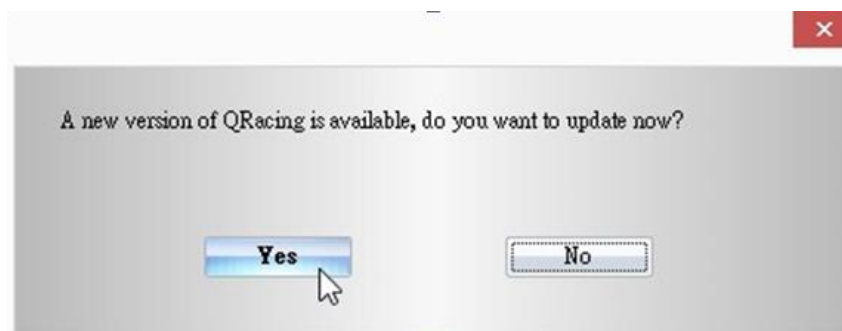 A new version of QRacing is available, do you want to update now?
Yes No